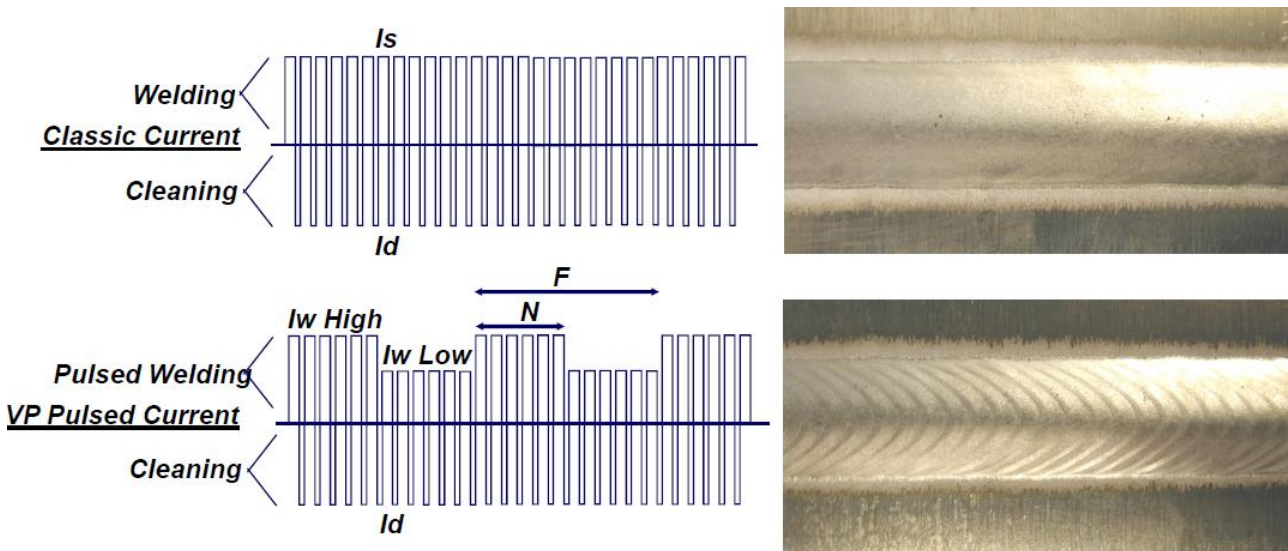 Is
Welding
Classic Current
Cleaning
Id
F
Iw High
N
Iw Low
Pulsed Welding
VP Pulsed Current
Cleaning
Id